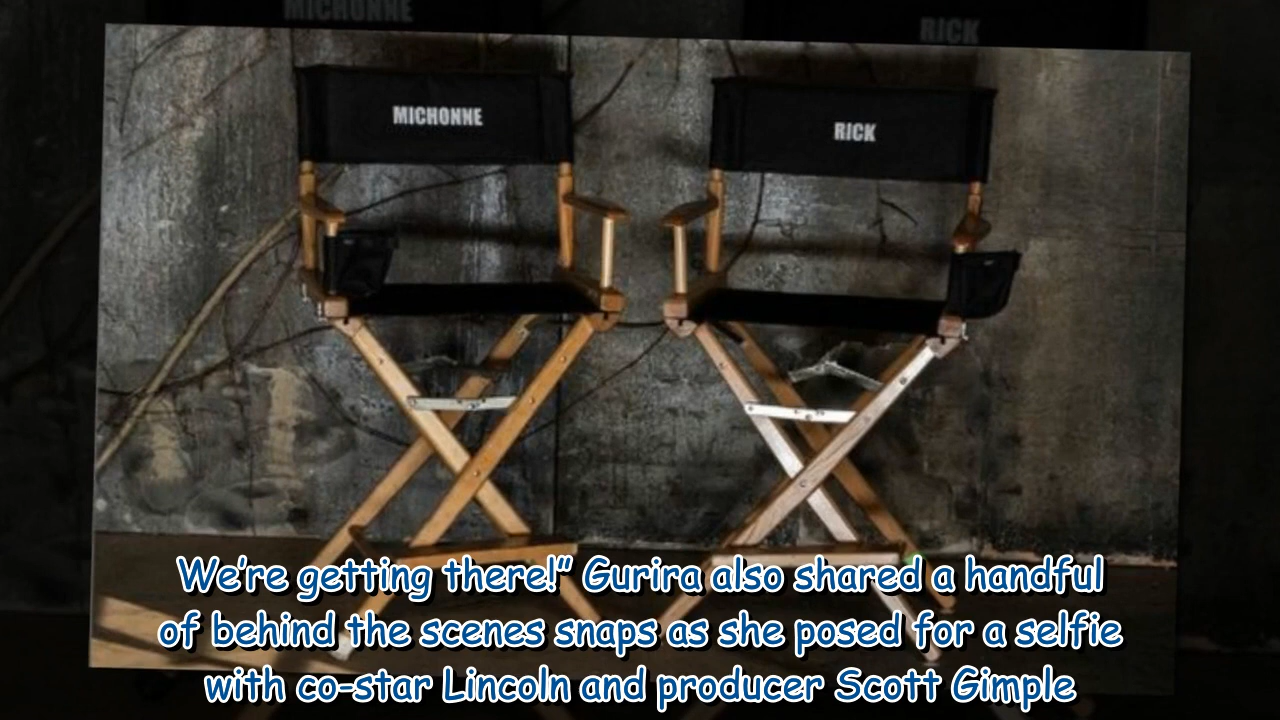 MICHONNE
RICK
MICHONNE
RICK
We're getting there!” Gurira also shared a handful
of behind the scenes snaps as she posed for a selfie
with co-star Lincoln and producer Scott Gimple